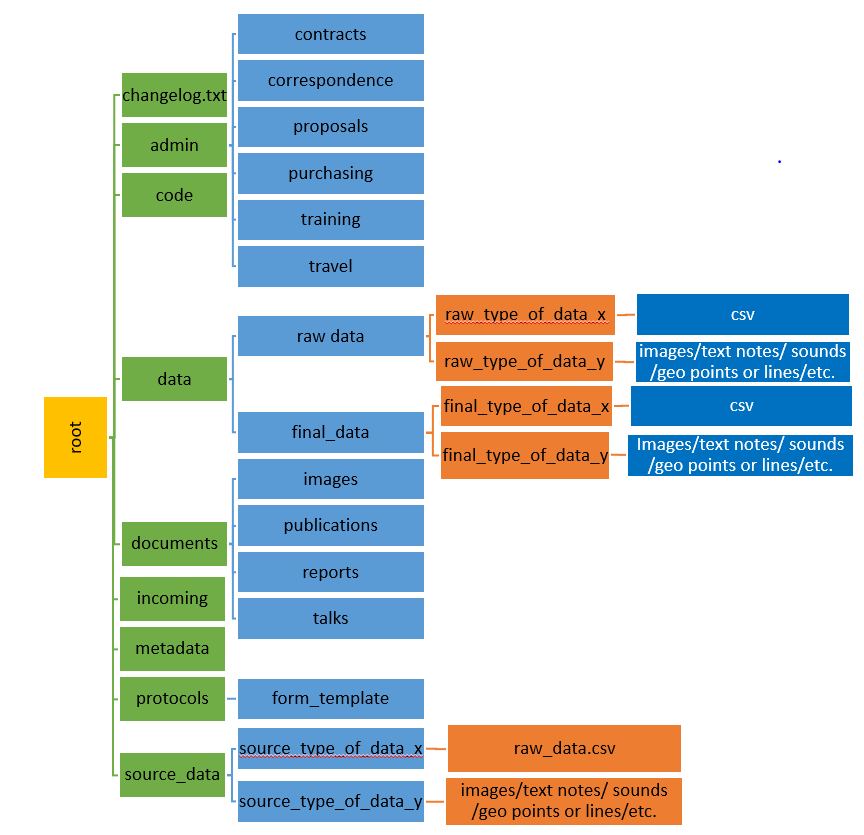 contracts
correspondence
proposals
purchasing
training
travel
changelog.txt
admin
code
raw data
raw_type_of_data_x
csv
raw_type_of_data_y
images/text notes/ sounds
/geo points or lines/etc.
data
final_data
final_type_of_data_x
csv
final_type_of_data_y
Images/text notes/ sounds
/geo points or lines/etc.
root
images
publications
documents
reports
talks
incoming
metadata
protocols
form_template
source_data
source_type_of_data_x
raw_data.csv
source_type_of_data_y
images/text notes/ sounds
/geo points or lines/etc.